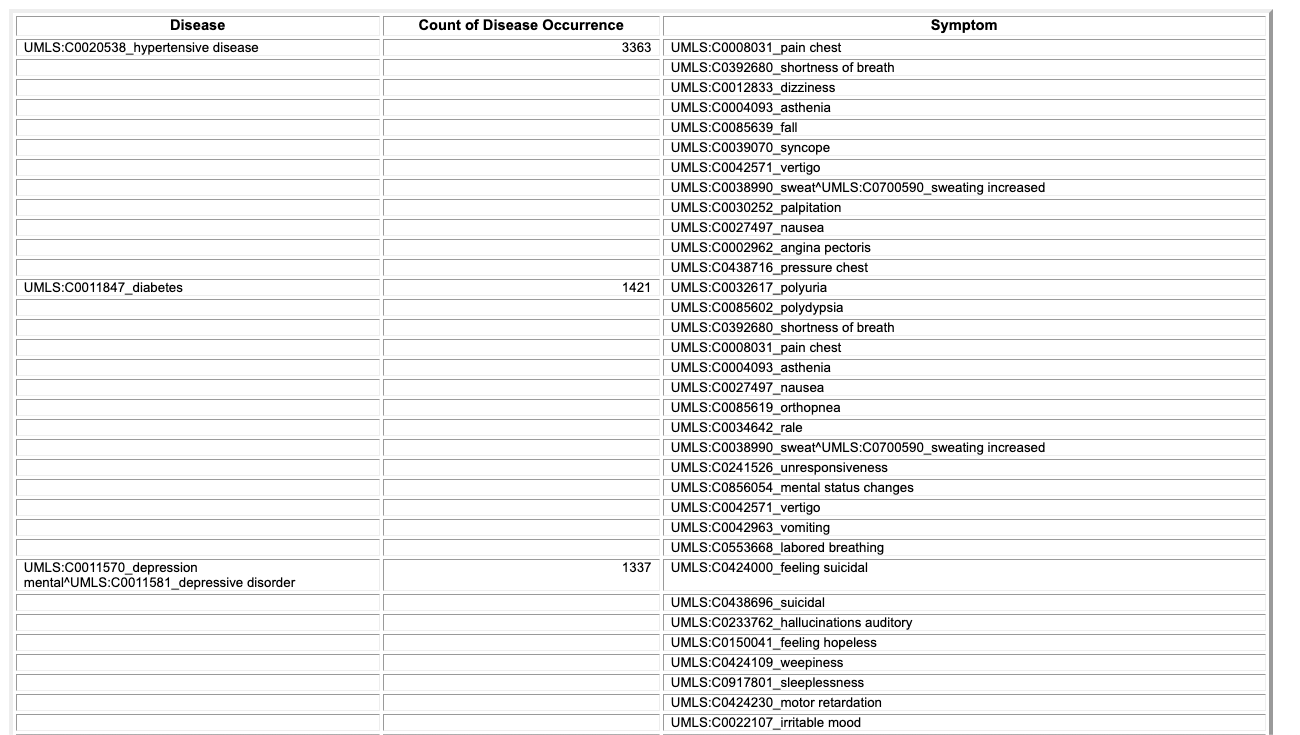 Disease Count of Disease Occurrence Symptom
UMLS:C0020538_hypertensive disease 3363 UMLS:C0008031_pain chest
UMLS:C0392680_shortness of breath
UMLS:C0012833_dizziness
UMLS:C0004093_asthenia
UMLS:C0085639_fall
UMLS:C0039070_syncope
UMLS:C0042571_vertigo
UMLS:C0038990_sweat^UMLS:C0700590_sweating increased
UMLS:C0030252_palpitation
UMLS:C0027497_nausea
UMLS:C0002962_angina pectoris
UMLS:C0438716_pressure chest
UMLS:C0011847_diabetes 1421 UMLS:C0032617_polyuria
UMLS:C0085602_polydypsia
UMLS:C0392680_shortness of breath
UMLS:C0008031_pain chest
UMLS:C0004093_asthenia
UMLS:C0027497_nausea
UMLS:C0085619_orthopnea
UMLS:C0034642_rale
UMLS:C0038990_sweat^UMLS:C0700590_sweating increased
UMLS:C0241526_unresponsiveness
UMLS:C0856054_mental status changes
UMLS:C0042571_vertigo
UMLS:C0042963_vomiting
UMLS:C0553668_labored breathing
UMLS:C0011570_depression 1337 UMLS:C0424000_feeling suicidal
mental^UMLS:C0011581_depressive disorder
UMLS:C0438696_suicidal
UMLS:C0233762_hallucinations auditory
UMLS:C0150041_feeling hopeless
UMLS:C0424109_weepiness
UMLS:C0917801_sleeplessness
UMLS:C0424230_motor retardation
UMLS:C0022107_irritable mood